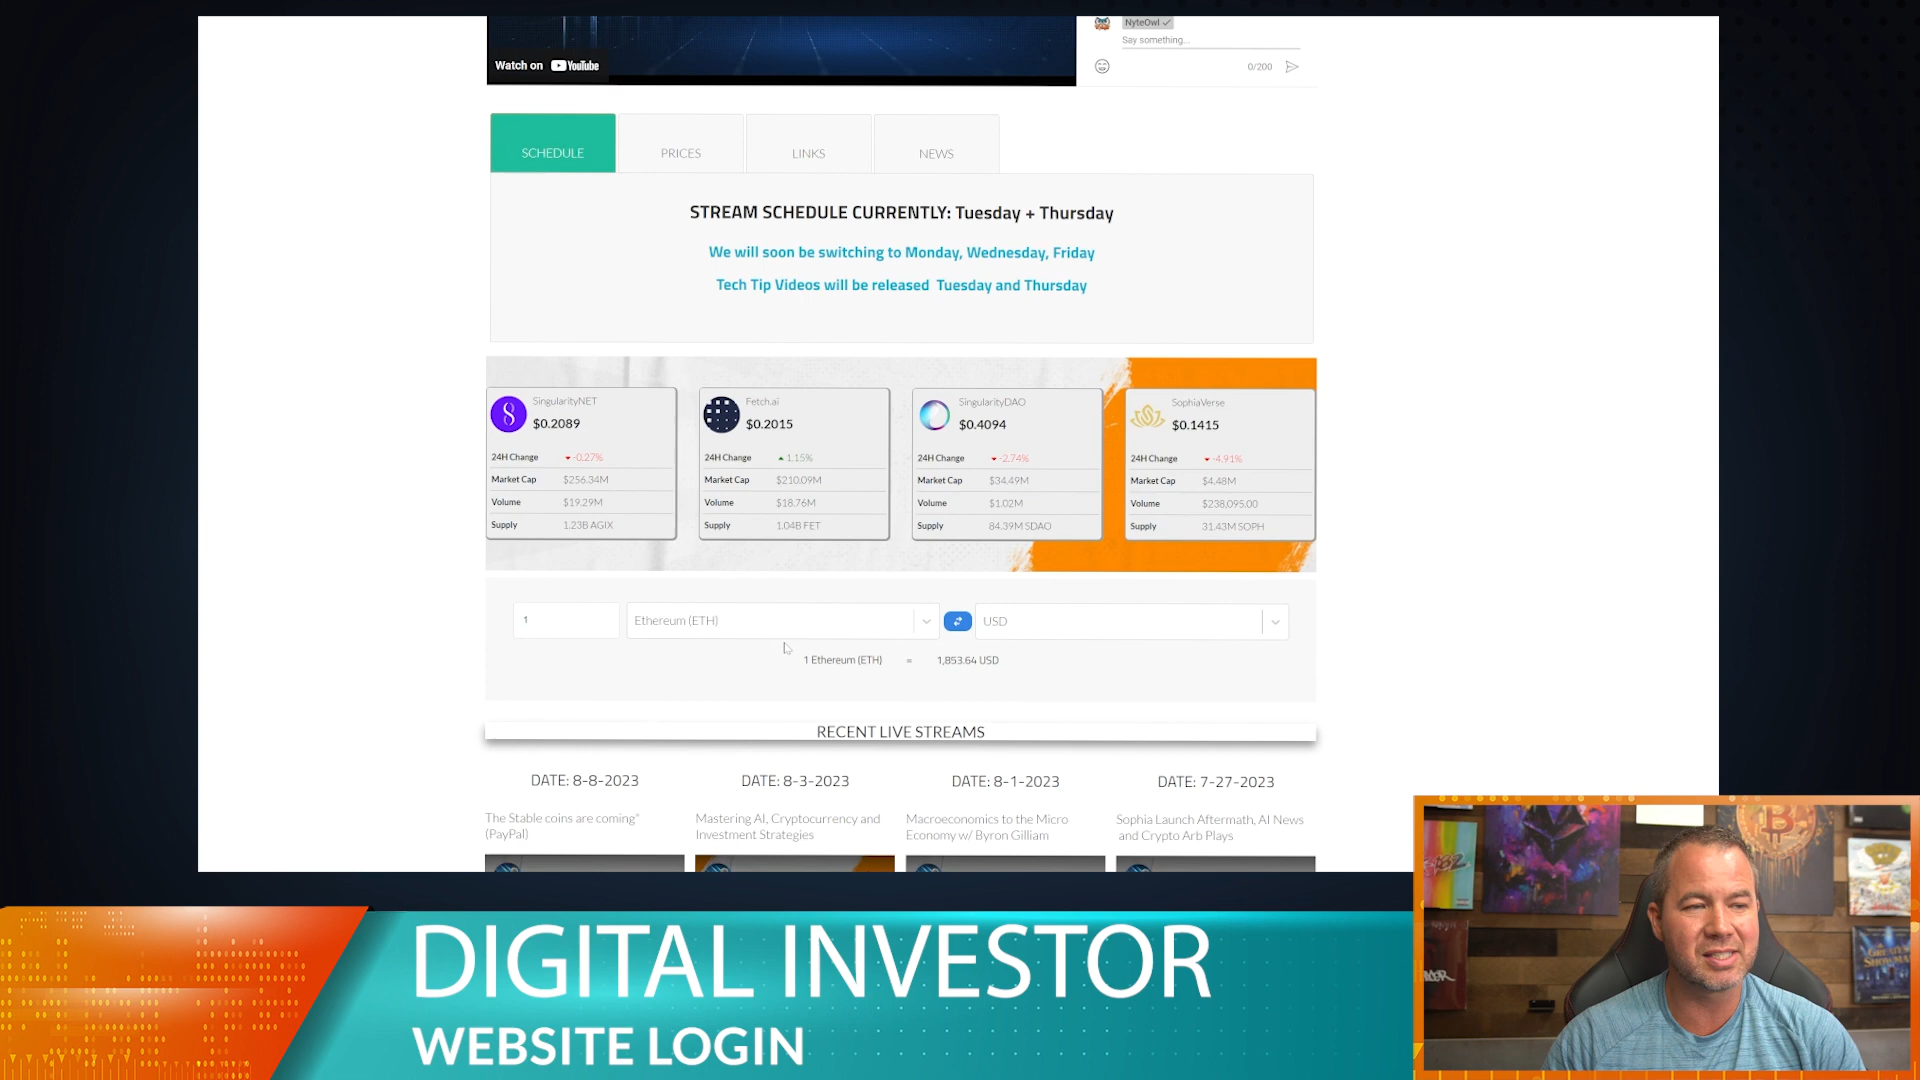 NyteOwl
Say something...
0/200
Watch on YouTube
SCHEDULE
PRICES
LINKS
NEWS
STREAM SCHEDULE CURRENTLY: Tuesday + Thursday
We will soon be switching to Monday, Wednesday, Friday
Tech Tip Videos will be released Tuesday and Thursday
SingularityNET
$0.2089
24H Change -0.27%
Market Cap $256.34M
Volume $19.29M
Supply 1.23B AGIX
Fetch.ai
$0.2015
24H Change 1.15%
Market Cap $210.09M
Volume $18.76M
Supply 1.04B FET
SingularityDAO
$0.4094
24H Change -2.74%
Market Cap $34.49M
Volume $1.02M
Supply 84.39M SDAO
SophiaVerse
$0.1415
24H Change -4.91%
Market Cap $4.48M
Volume $238,095.00
Supply 31.43M SOPH
1
Ethereum (ETH)
USD
1 Ethereum (ETH) = 1,853.64 USD
RECENT LIVE STREAMS
DATE: 8-8-2023
The Stable coins are coming*
(PayPal)
DATE: 8-3-2023
Mastering AI, Cryptocurrency and
Investment Strategies
DATE: 8-1-2023
Macroeconomics to the Micro
Economy w/ Byron Gilliam
DATE: 7-27-2023
Sophia Launch Aftermath, AI News
and Crypto Arb Plays
DIGITAL INVESTOR
WEBSITE LOGIN